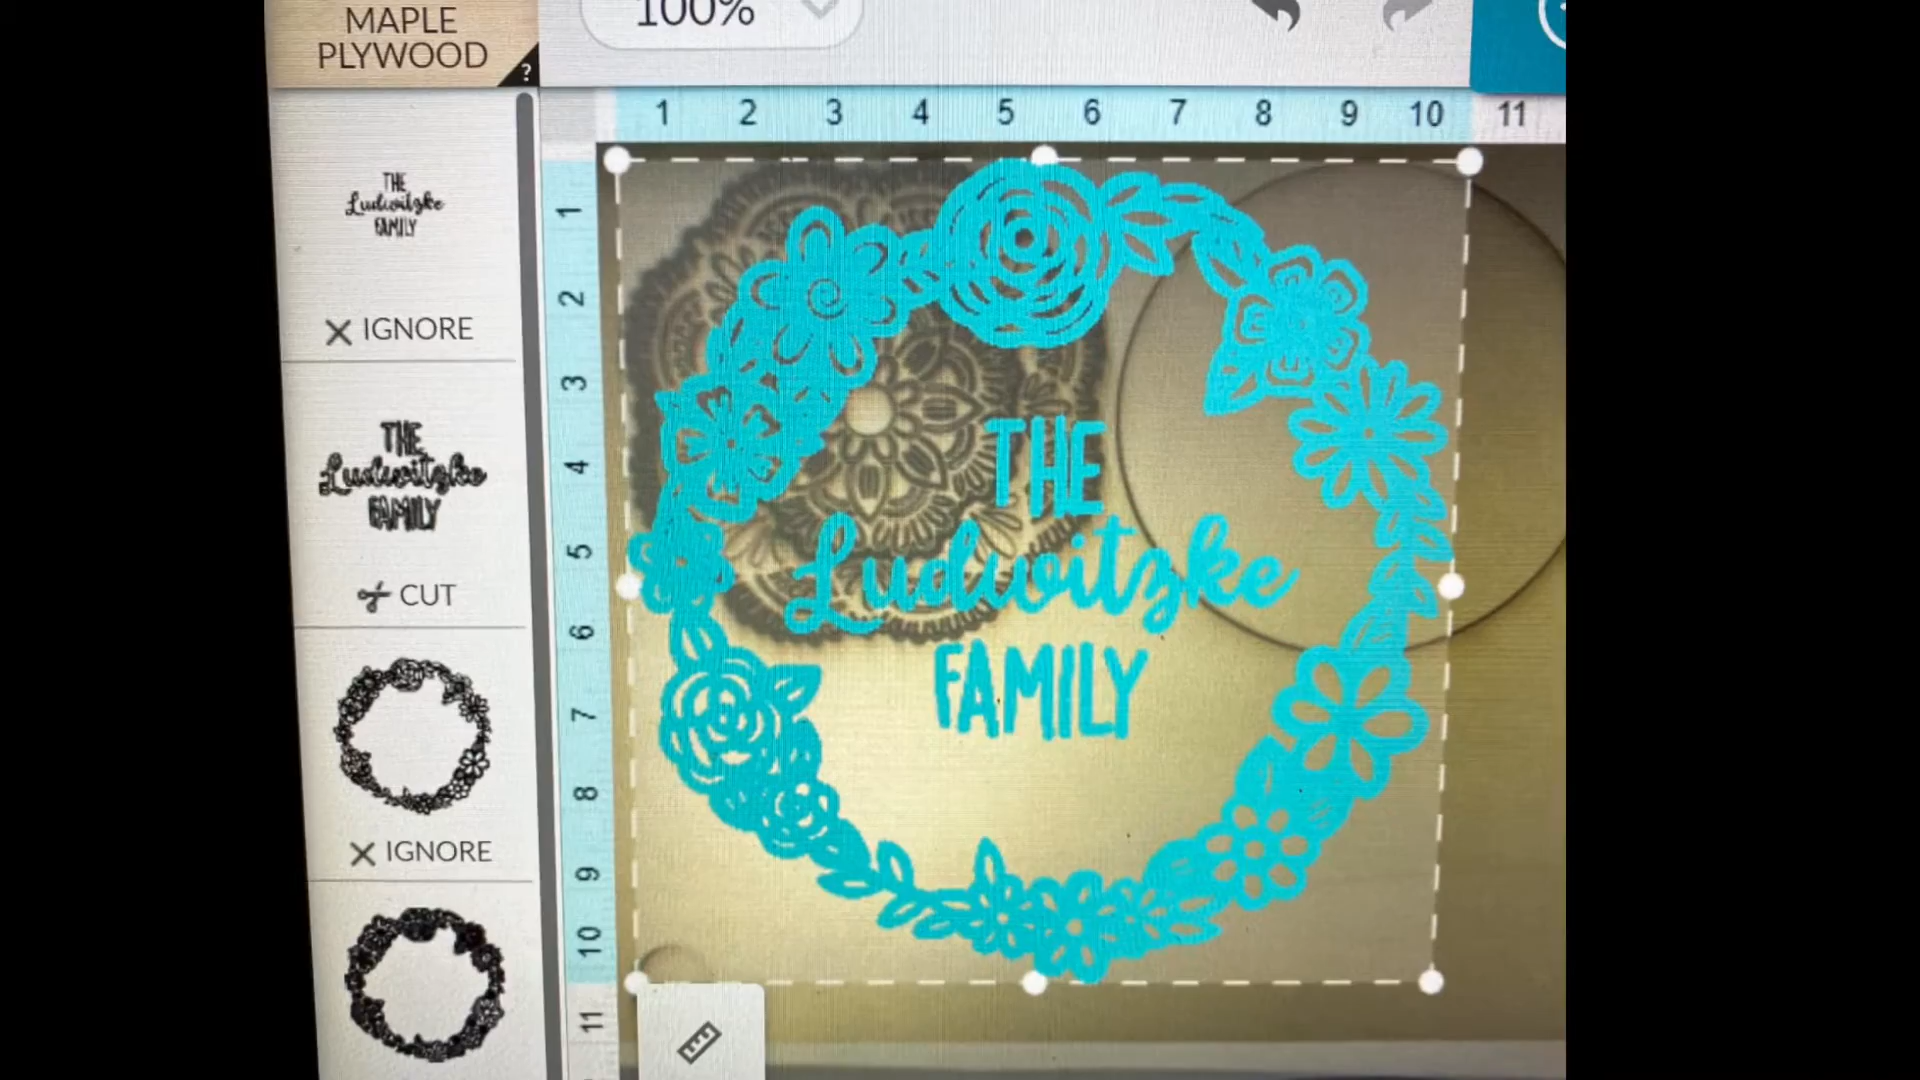 MAPLE
PLYWOOD
?
100%
1 2 3 4 5 6 7 8 9 10 11
1
2
3
4
5
6
7
8
9
10
11
THE
Ludwitzke
FAMILY
IGNORE
THE
Ludwitzke
FAMILY
CUT
IGNORE
THE
Ludwitzke
FAMILY